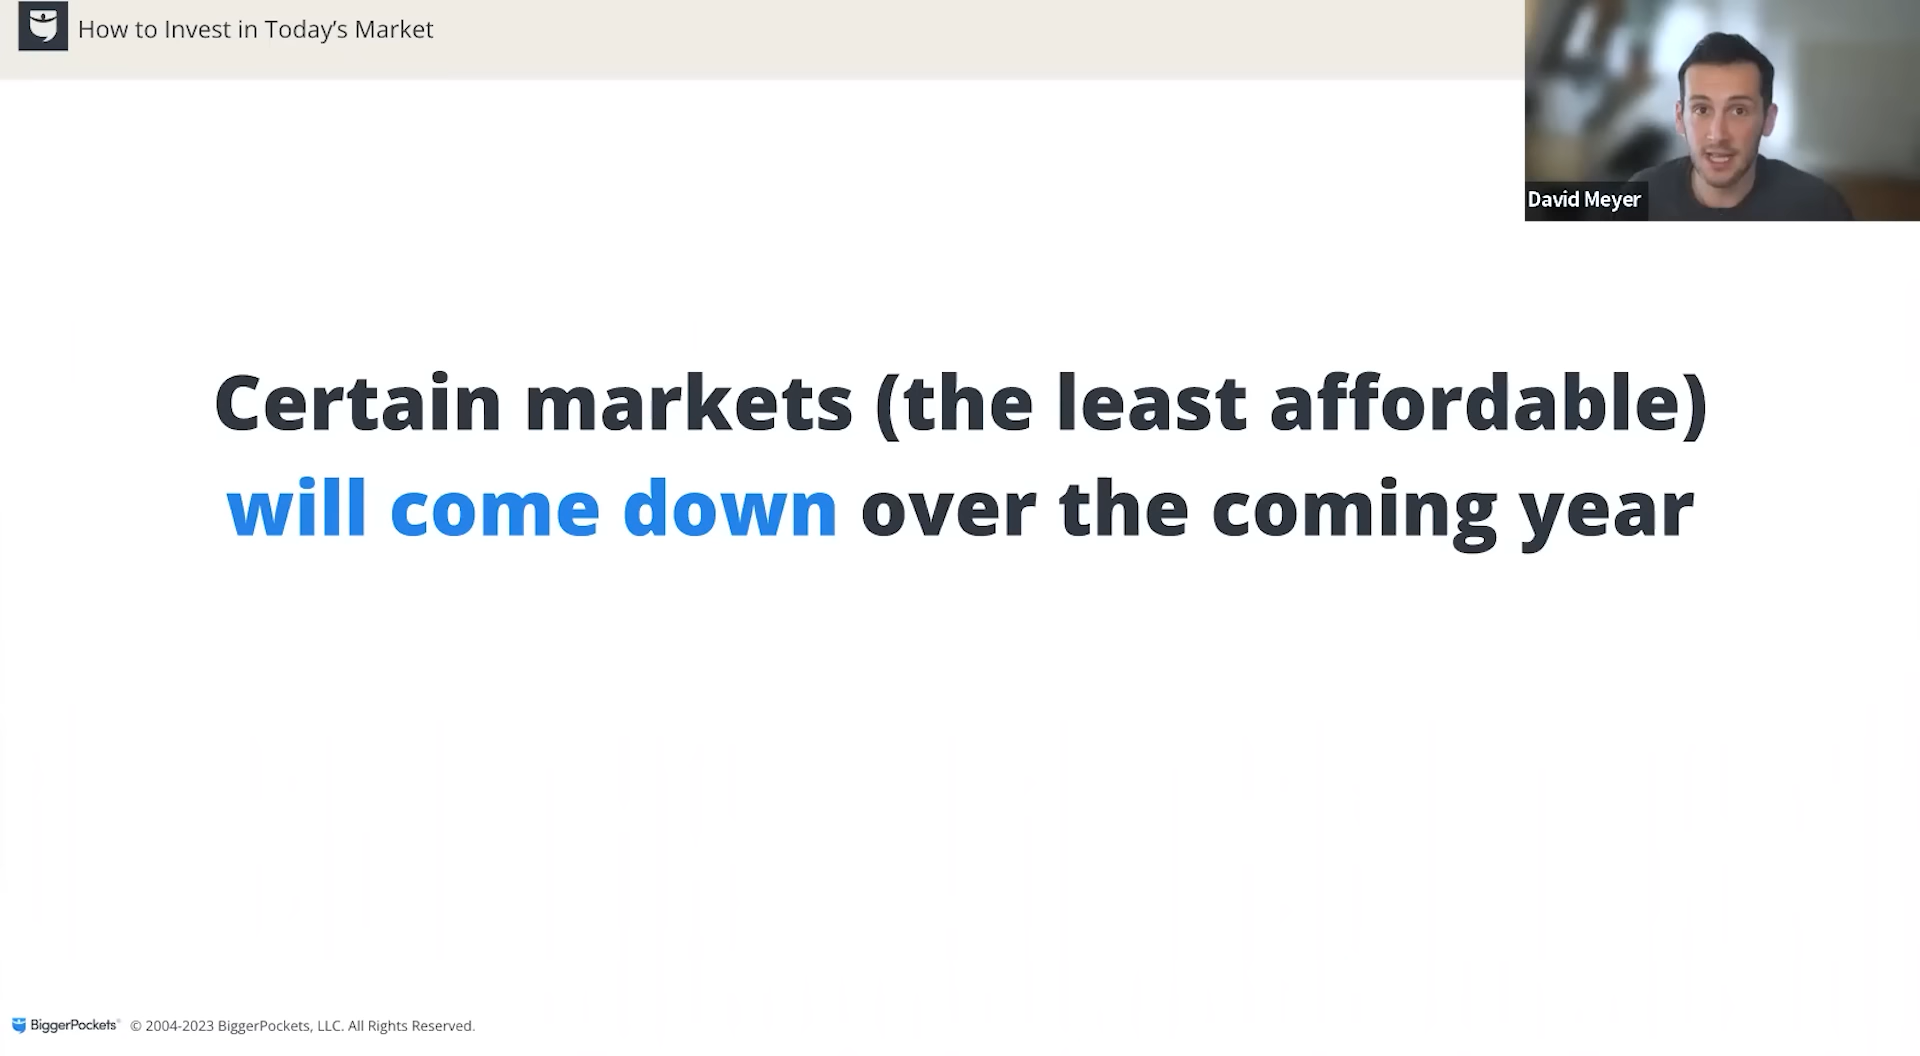 How to Invest in Today’s Market
David Meyer
Certain markets (the least affordable)
will come down over the coming year
BiggerPockets® © 2004-2023 BiggerPockets, LLC. All Rights Reserved.